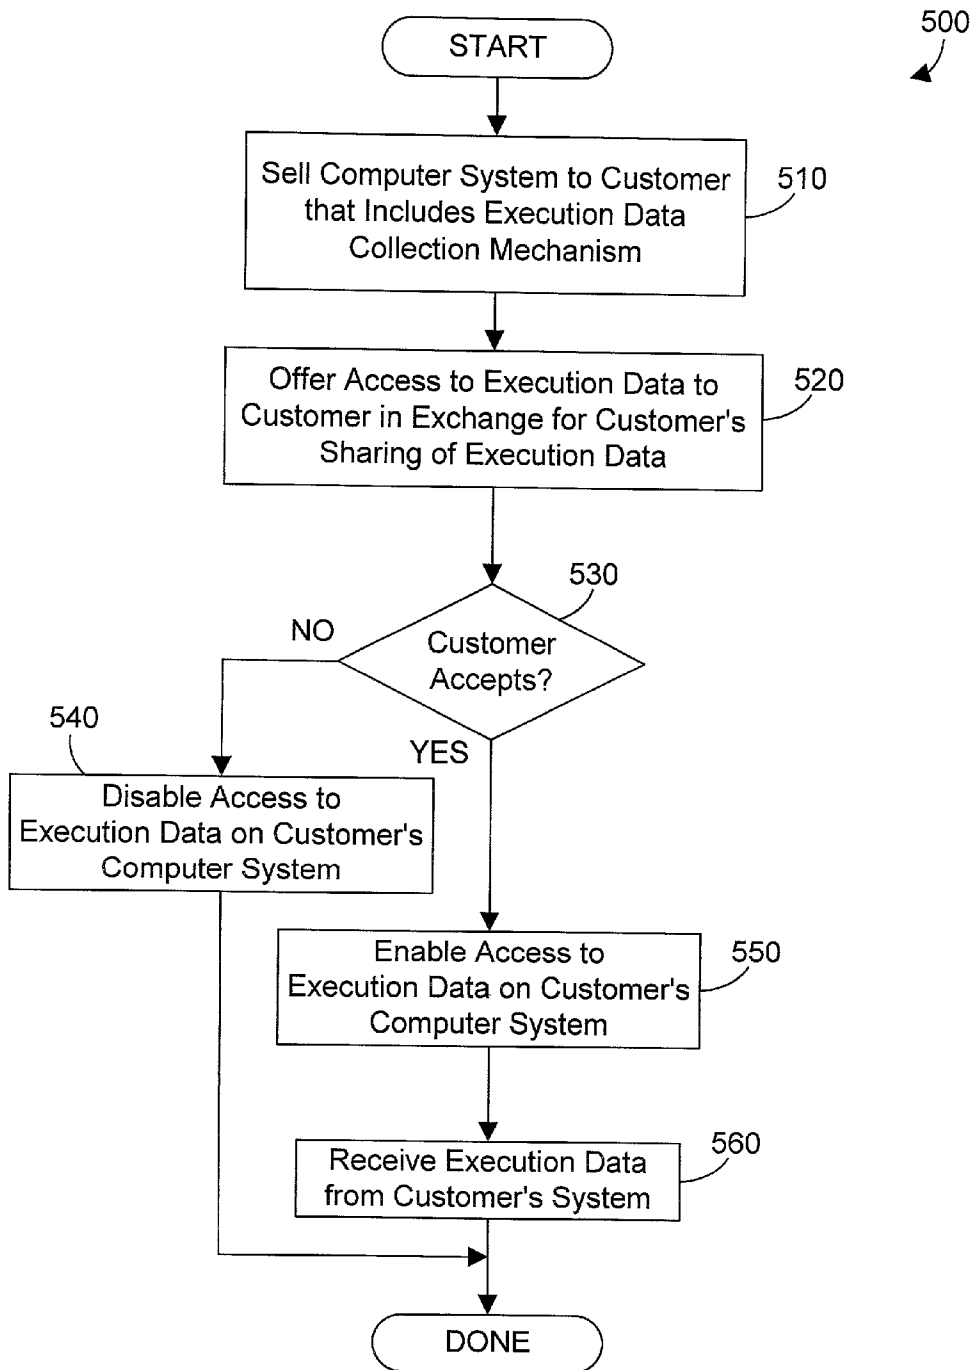 500
START
Sell Computer System to Customer
that Includes Execution Data
Collection Mechanism
510
Offer Access to Execution Data to
Customer in Exchange for Customer's
Sharing of Execution Data
520
530
Customer
Accepts?
NO
YES
540
Disable Access to
Execution Data on Customer's
Computer System
Enable Access to
Execution Data on Customer's
Computer System
550
Receive Execution Data
from Customer's System
560
DONE